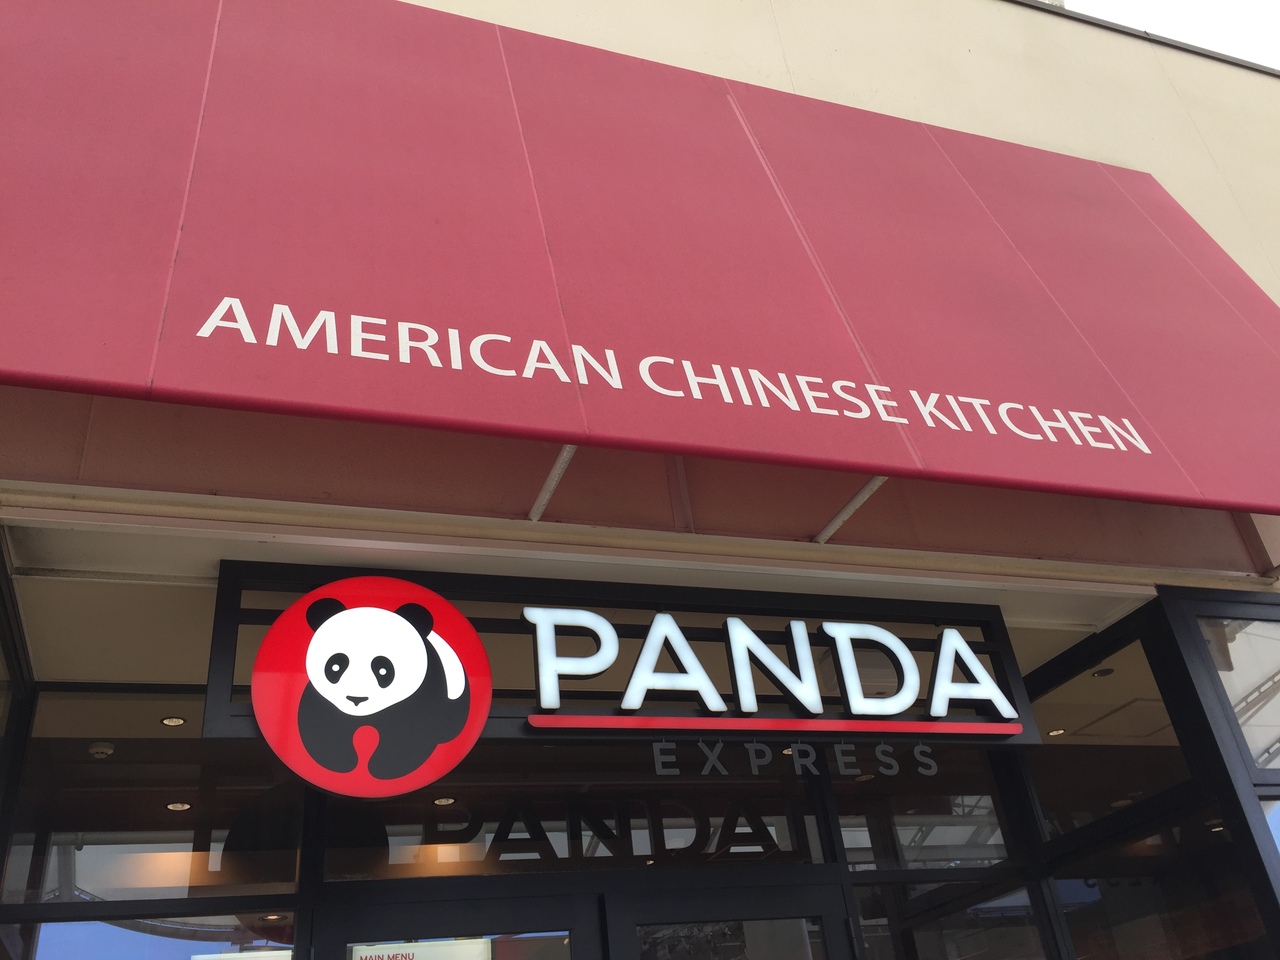 AMERICAN CHINESE KITCHEN
PANDA
EXPRESS
PANDA
MAIN MENU